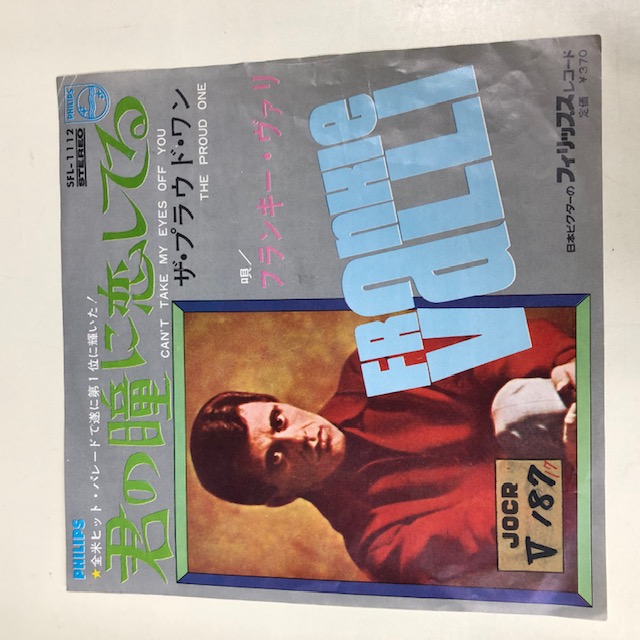 PHILIPS
★全米ヒット・パレードで遂に第1位に輝いた!
君の瞳に恋してる
CAN'T TAKE MY EYES OFF YOU
ザ・プラウド・ワン
THE PROUD ONE
唄/フランキー・ヴァリ
PHILIPS
SFL-1112
STEREO
FRANKIE
VALLI
日本ビクターのフィリップスレコード
定価 ¥370
JOCR
V 187